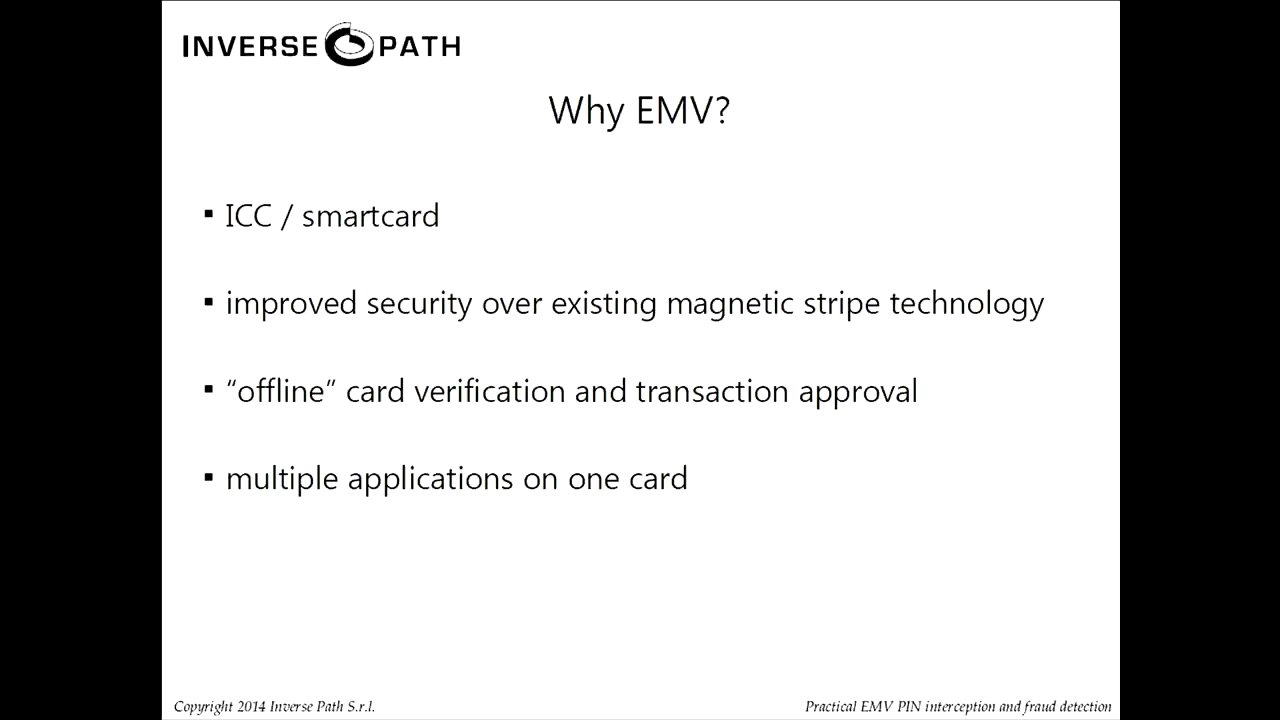 INVERSE PATH
Why EMV?
▪ ICC / smartcard
▪ improved security over existing magnetic stripe technology
▪ “offline” card verification and transaction approval
▪ multiple applications on one card
Copyright 2014 Inverse Path S.r.l.
Practical EMV PIN interception and fraud detection